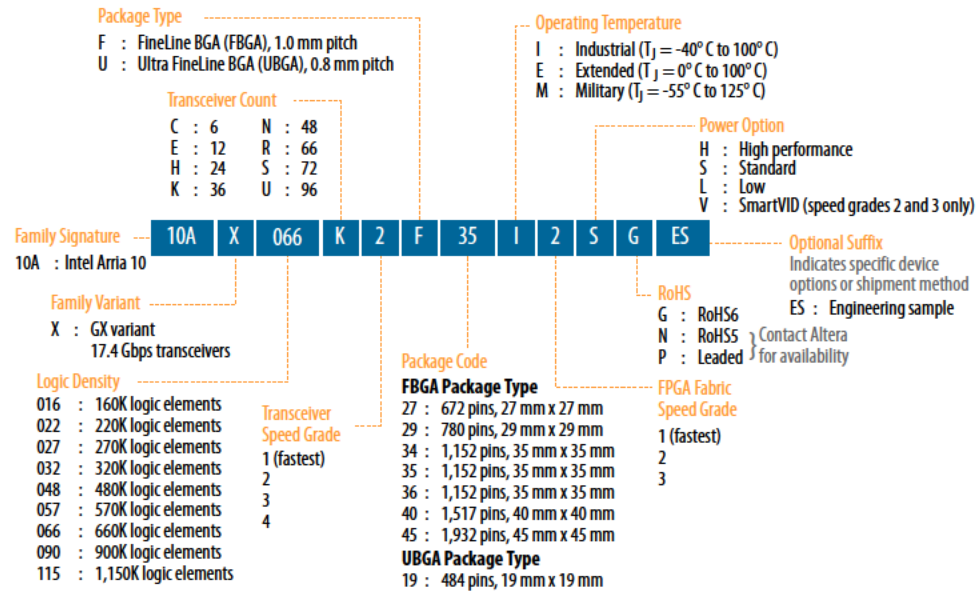 Package Type
F : FineLine BGA (FBGA), 1.0 mm pitch
U : Ultra FineLine BGA (UBGA), 0.8 mm pitch
Operating Temperature
I : Industrial (TJ = -40° C to 100° C)
E : Extended (TJ = 0° C to 100° C)
M : Military (TJ = -55° C to 125° C)
Transceiver Count
C : 6 N : 48
E : 12 R : 66
H : 24 S : 72
K : 36 U : 96
Power Option
H : High performance
S : Standard
L : Low
V : SmartVID (speed grades 2 and 3 only)
Family Signature
10A : Intel Arria 10
10A X 066 K 2 F 35 I 2 S G ES
Optional Suffix
Indicates specific device
options or shipment method
ES : Engineering sample
Family Variant
X : GX variant
17.4 Gbps transceivers
RoHS
G : RoHS6
N : RoHS5
P : Leaded
Contact Altera
for availability
Logic Density
016 : 160K logic elements
022 : 220K logic elements
027 : 270K logic elements
032 : 320K logic elements
048 : 480K logic elements
057 : 570K logic elements
066 : 660K logic elements
090 : 900K logic elements
115 : 1,150K logic elements
Transceiver
Speed Grade
1 (fastest)
2
3
4
Package Code
FBGA Package Type
27 : 672 pins, 27 mm x 27 mm
29 : 780 pins, 29 mm x 29 mm
34 : 1,152 pins, 35 mm x 35 mm
35 : 1,152 pins, 35 mm x 35 mm
36 : 1,152 pins, 35 mm x 35 mm
40 : 1,517 pins, 40 mm x 40 mm
45 : 1,932 pins, 45 mm x 45 mm
UBGA Package Type
19 : 484 pins, 19 mm x 19 mm
FPGA Fabric
Speed Grade
1 (fastest)
2
3